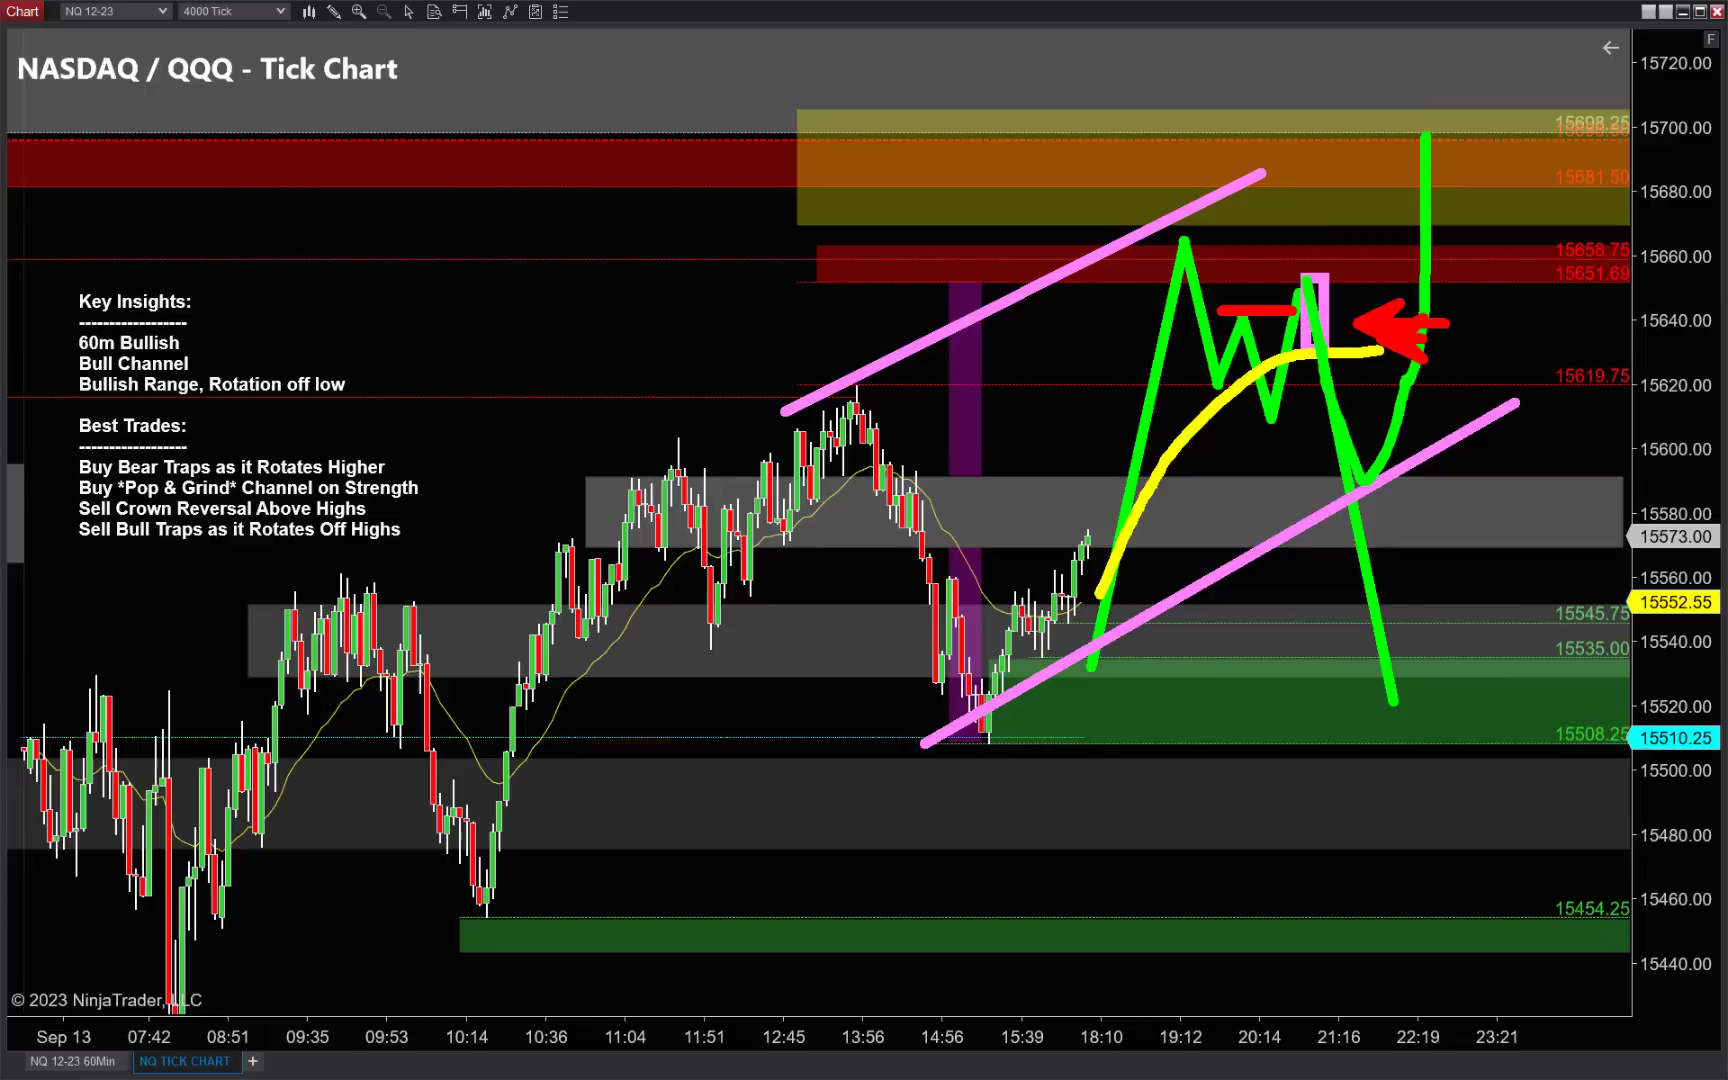 Chart
NQ 12-23
4000 Tick
F
NASDAQ / QQQ - Tick Chart
15720.00
15698.25
15700.00
15681.50
15680.00
15658.75
15660.00
15651.69
Key Insights:
------------------
60m Bullish
Bull Channel
Bullish Range, Rotation off low
15640.00
15619.75
15620.00
Best Trades:
------------------
Buy Bear Traps as it Rotates Higher
Buy *Pop & Grind* Channel on Strength
Sell Crown Reversal Above Highs
Sell Bull Traps as it Rotates Off Highs
15600.00
15580.00
15573.00
15560.00
15552.55
15545.75
15540.00
15535.00
15520.00
15508.25
15510.25
15500.00
15480.00
15460.00
15454.25
15440.00
© 2023 NinjaTrader, LLC
Sep 13 07:42 08:51 09:35 09:53 10:14 10:36 11:04 11:51 12:45 13:56 14:56 15:39 18:10 19:12 20:14 21:16 22:19 23:21
NQ 12-23 60Min
NQ TICK CHART
+